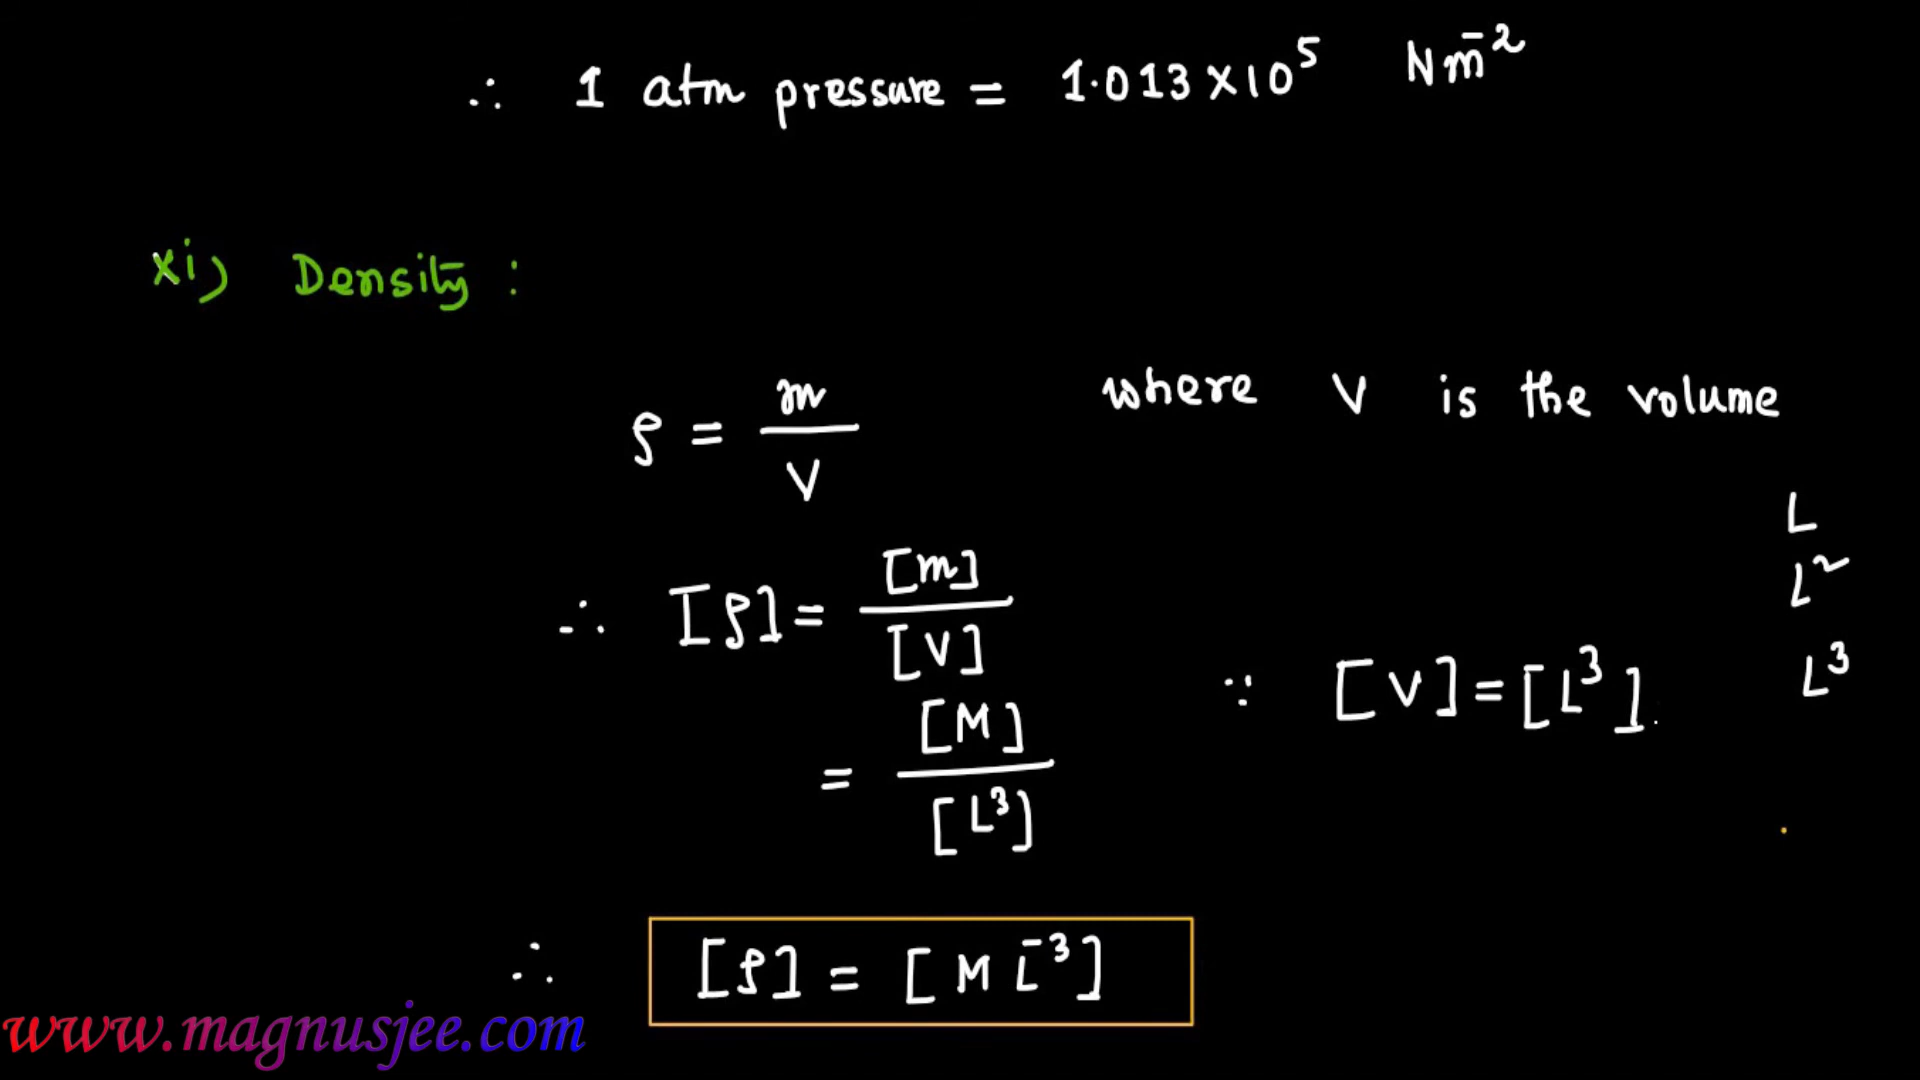 ∴ 1 atm pressure = 1.013 × 10⁵ Nm⁻²
xi) Density :
ρ = m / V where V is the volume
L
L²
∴ [ρ] = [m] / [V]
∵ [V] = [L³].
L³
= [M] / [L³]
∴ [ρ] = [M L⁻³]
www.magnusjee.com